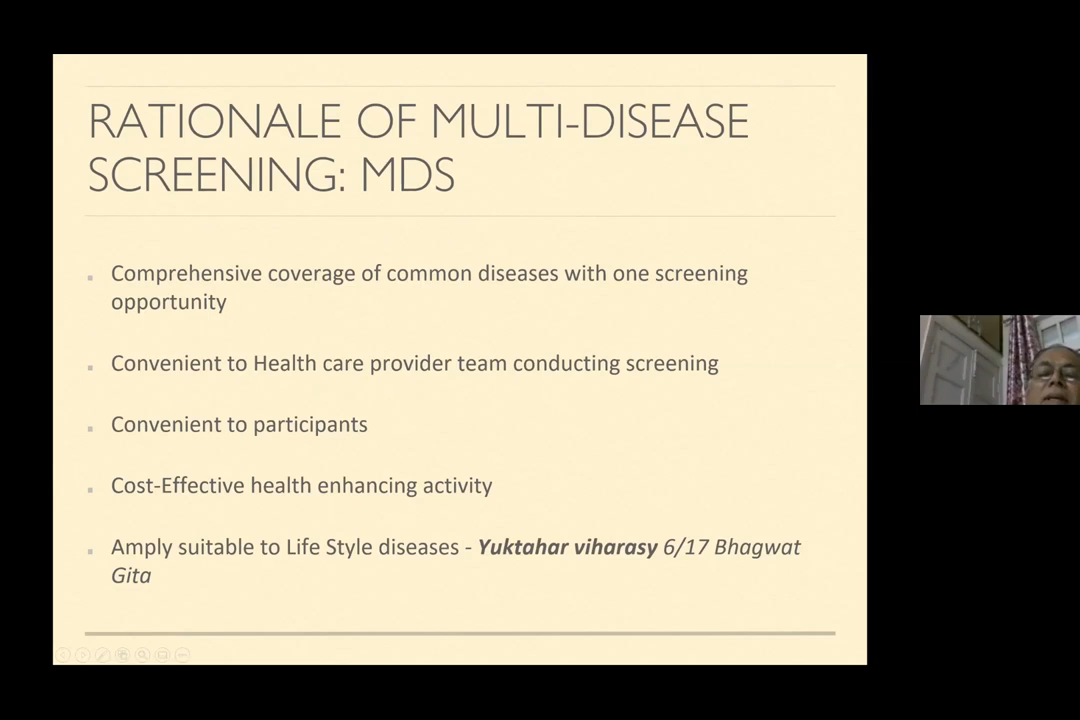 RATIONALE OF MULTI-DISEASE
SCREENING: MDS
Comprehensive coverage of common diseases with one screening
opportunity
Convenient to Health care provider team conducting screening
Convenient to participants
Cost-Effective health enhancing activity
Amply suitable to Life Style diseases - Yuktahar viharasy 6/17 Bhagwat
Gita